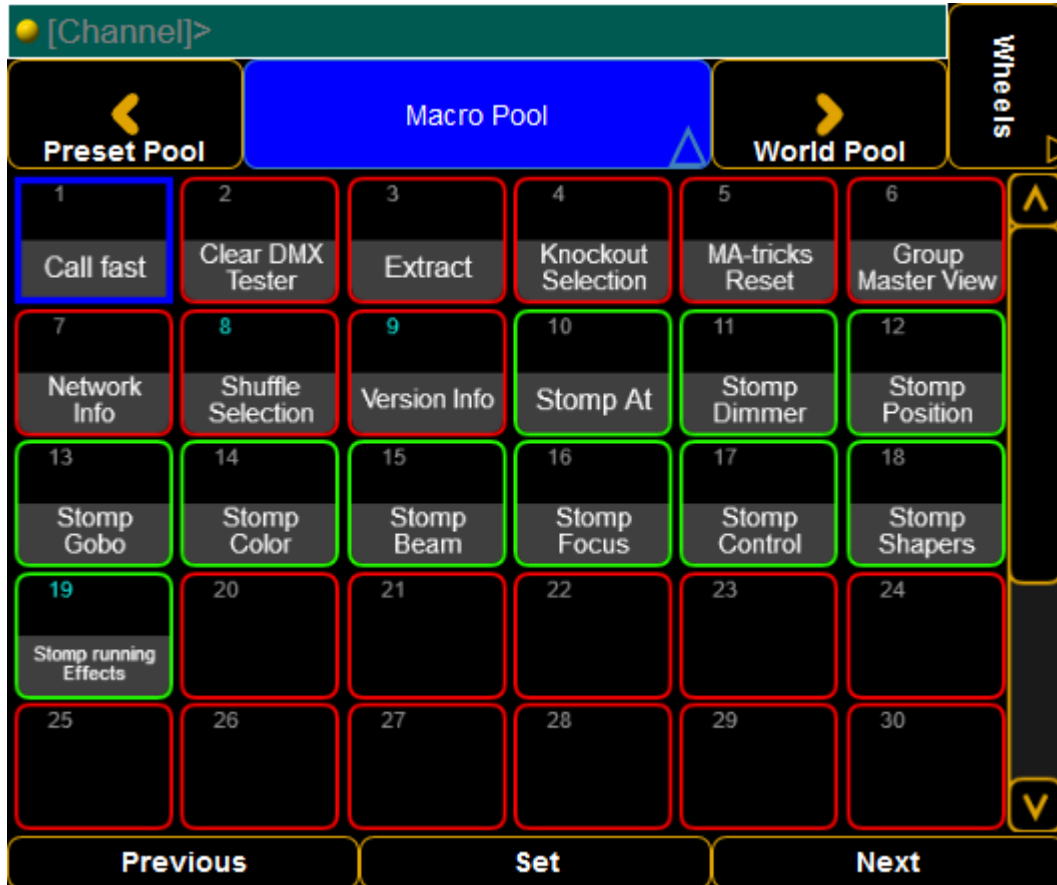 [Channel]>
Wheels
Preset Pool
Macro Pool
World Pool
1
Call fast
2
Clear DMX
Tester
3
Extract
4
Knockout
Selection
5
MA-tricks
Reset
6
Group
Master View
7
Network
Info
8
Shuffle
Selection
9
Version Info
10
Stomp At
11
Stomp
Dimmer
12
Stomp
Position
13
Stomp
Gobo
14
Stomp
Color
15
Stomp
Beam
16
Stomp
Focus
17
Stomp
Control
18
Stomp
Shapers
19
Stomp running
Effects
20
21
22
23
24
25
26
27
28
29
30
Previous
Set
Next